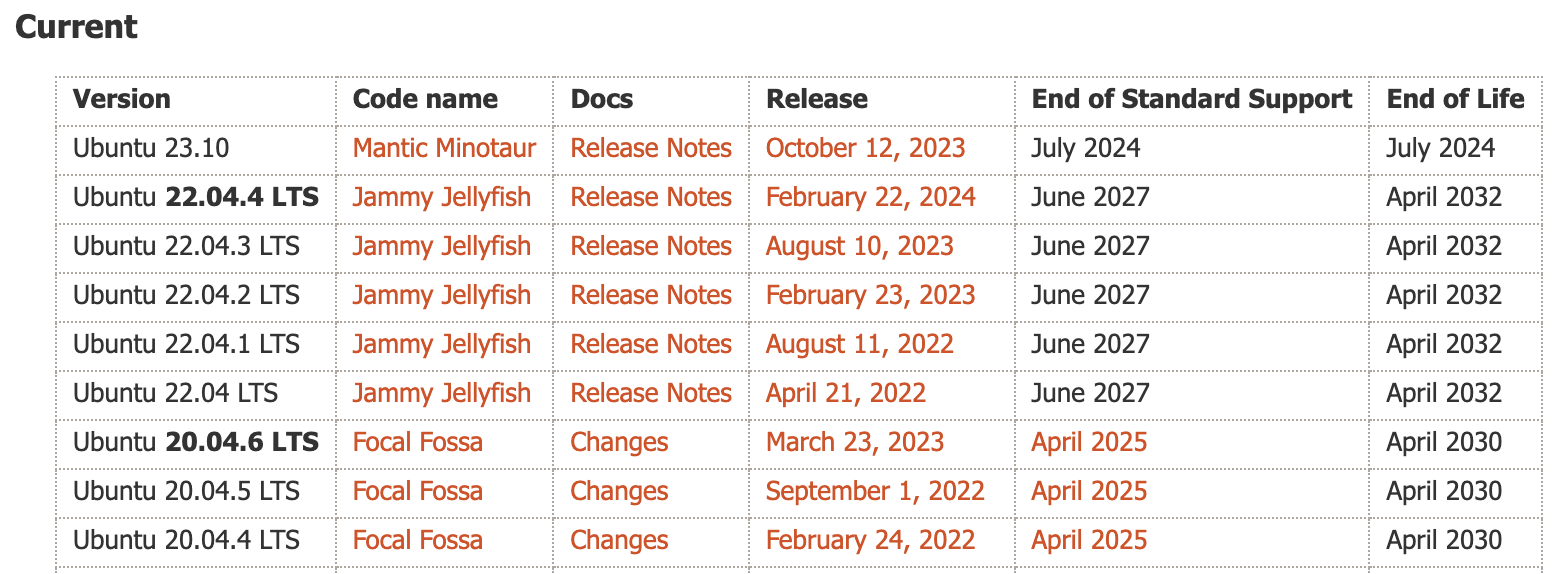 Current
Version Code name Docs Release End of Standard Support End of Life
Ubuntu 23.10 Mantic Minotaur Release Notes October 12, 2023 July 2024 July 2024
Ubuntu 22.04.4 LTS Jammy Jellyfish Release Notes February 22, 2024 June 2027 April 2032
Ubuntu 22.04.3 LTS Jammy Jellyfish Release Notes August 10, 2023 June 2027 April 2032
Ubuntu 22.04.2 LTS Jammy Jellyfish Release Notes February 23, 2023 June 2027 April 2032
Ubuntu 22.04.1 LTS Jammy Jellyfish Release Notes August 11, 2022 June 2027 April 2032
Ubuntu 22.04 LTS Jammy Jellyfish Release Notes April 21, 2022 June 2027 April 2032
Ubuntu 20.04.6 LTS Focal Fossa Changes March 23, 2023 April 2025 April 2030
Ubuntu 20.04.5 LTS Focal Fossa Changes September 1, 2022 April 2025 April 2030
Ubuntu 20.04.4 LTS Focal Fossa Changes February 24, 2022 April 2025 April 2030